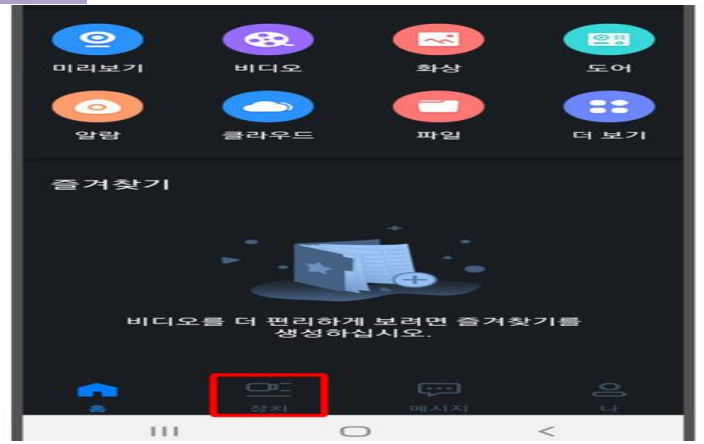 미리보기 비디오 화상 도어
알람 클라우드 파일 더 보기
즐겨찾기
비디오를 더 편리하게 보려면 즐겨찾기를
생성하십시오.
홈 장치 메시지 나